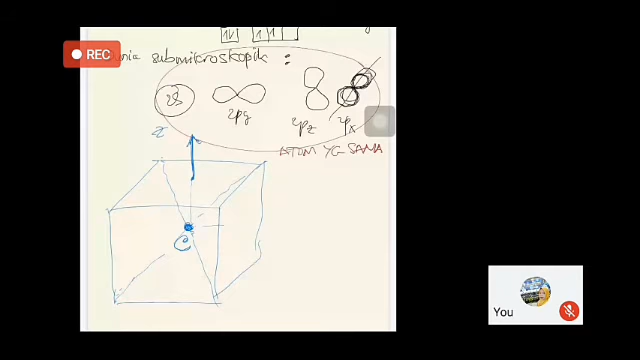 REC
submikroskopik :
2s
2py
2pz
2px
ATOM YG SAMA
z
C
You